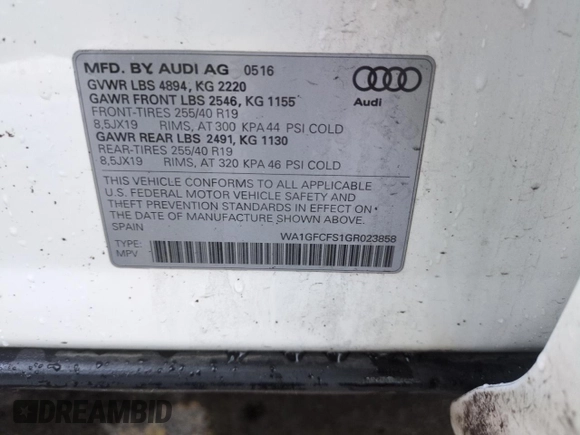 MFD. BY AUDI AG 0516
GVWR LBS 4894, KG 2220
GAWR FRONT LBS 2546, KG 1155
FRONT-TIRES 255/40 R19
8,5JX19 RIMS, AT 300 KPA 44 PSI COLD
GAWR REAR LBS 2491, KG 1130
REAR-TIRES 255/40 R19
8,5JX19 RIMS, AT 320 KPA 46 PSI COLD
Audi
THIS VEHICLE CONFORMS TO ALL APPLICABLE
U.S. FEDERAL MOTOR VEHICLE SAFETY AND
THEFT PREVENTION STANDARDS IN EFFECT ON
THE DATE OF MANUFACTURE SHOWN ABOVE.
SPAIN WA1GFCFS1GR023858
TYPE:
MPV
DREAMBID